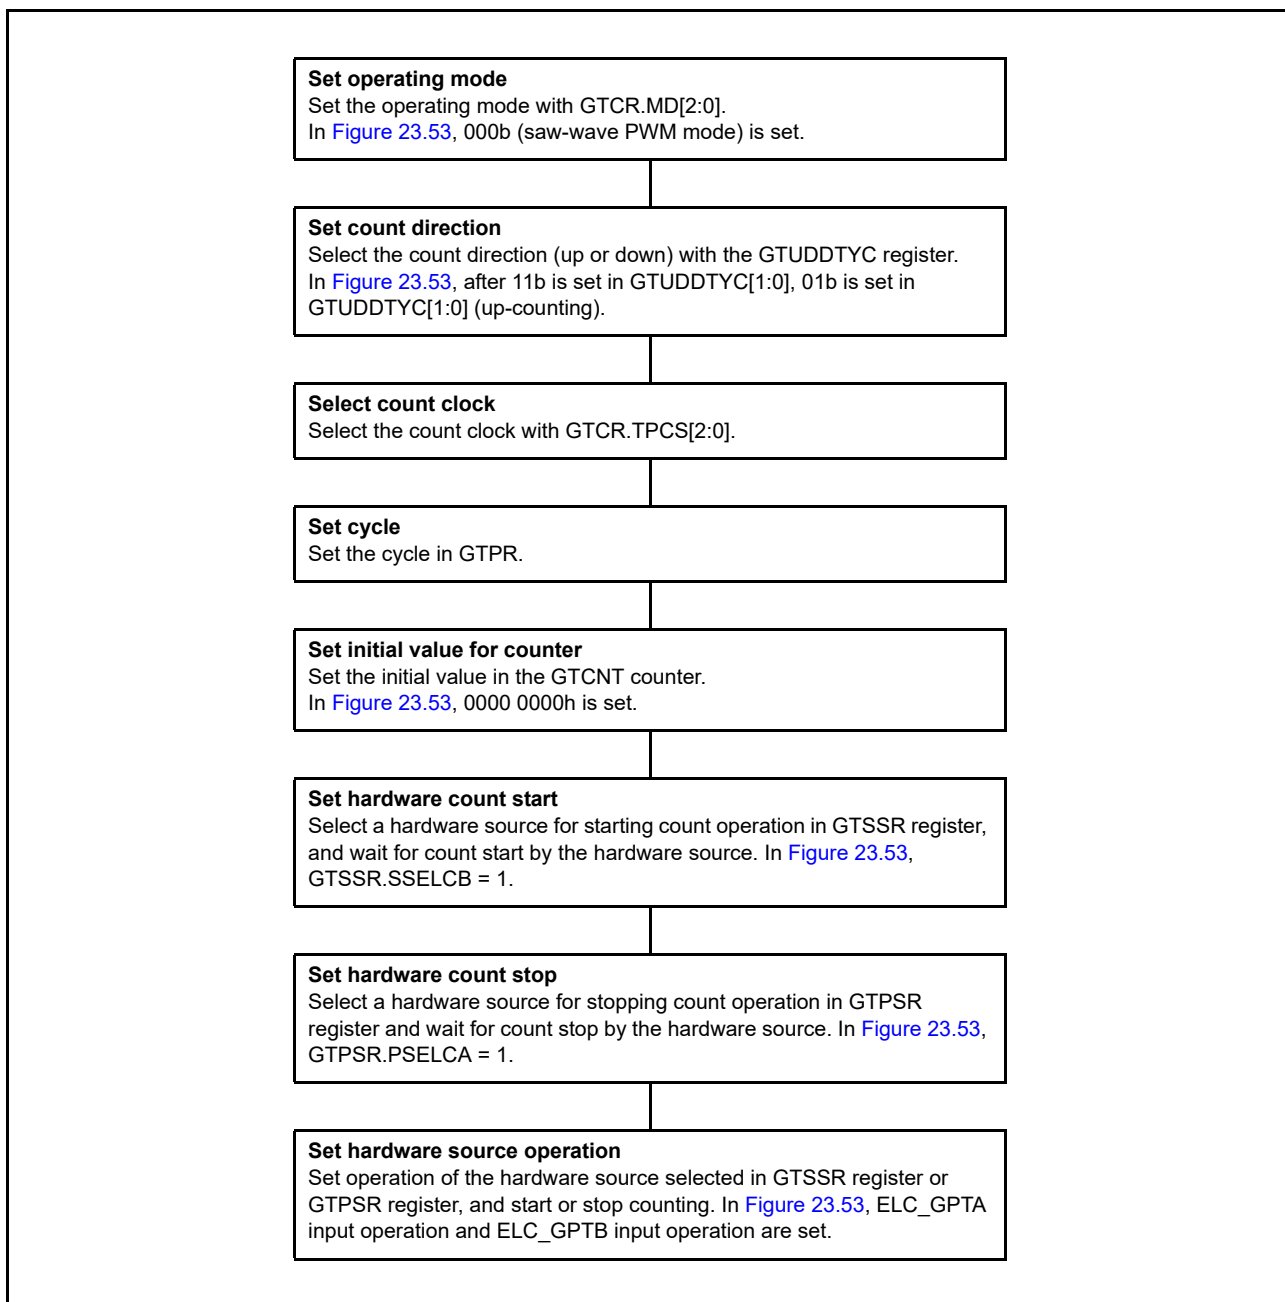 Set operating mode
Set the operating mode with GTCR.MD[2:0].
In Figure 23.53, 000b (saw-wave PWM mode) is set.
Set count direction
Select the count direction (up or down) with the GTUDDTYC register.
In Figure 23.53, after 11b is set in GTUDDTYC[1:0], 01b is set in
GTUDDTYC[1:0] (up-counting).
Select count clock
Select the count clock with GTCR.TPCS[2:0].
Set cycle
Set the cycle in GTPR.
Set initial value for counter
Set the initial value in the GTCNT counter.
In Figure 23.53, 0000 0000h is set.
Set hardware count start
Select a hardware source for starting count operation in GTSSR register,
and wait for count start by the hardware source. In Figure 23.53,
GTSSR.SSELCB = 1.
Set hardware count stop
Select a hardware source for stopping count operation in GTPSR
register and wait for count stop by the hardware source. In Figure 23.53,
GTPSR.PSELCA = 1.
Set hardware source operation
Set operation of the hardware source selected in GTSSR register or
GTPSR register, and start or stop counting. In Figure 23.53, ELC_GPTA
input operation and ELC_GPTB input operation are set.